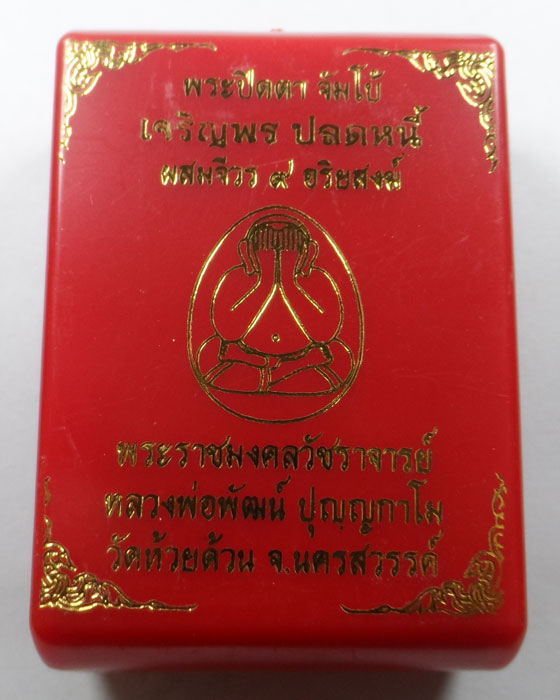 พระปิดตา จัมโบ้
เจริญพร ปลดหนี้
ผสมจีวร ๙ อริยสงฆ์
พระราชมงคลวัชราจารย์
หลวงพ่อพัฒน์ ปุญฺญกาโม
วัดห้วยด้วน จ.นครสวรรค์